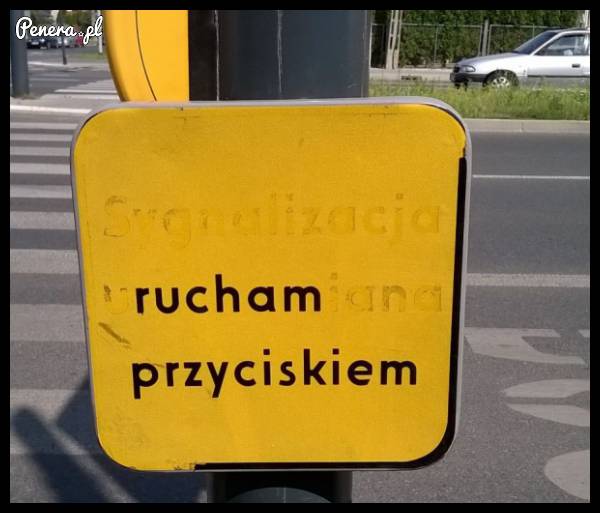 Penera.pl
Sygnalizacja
uruchamiana
przyciskiem